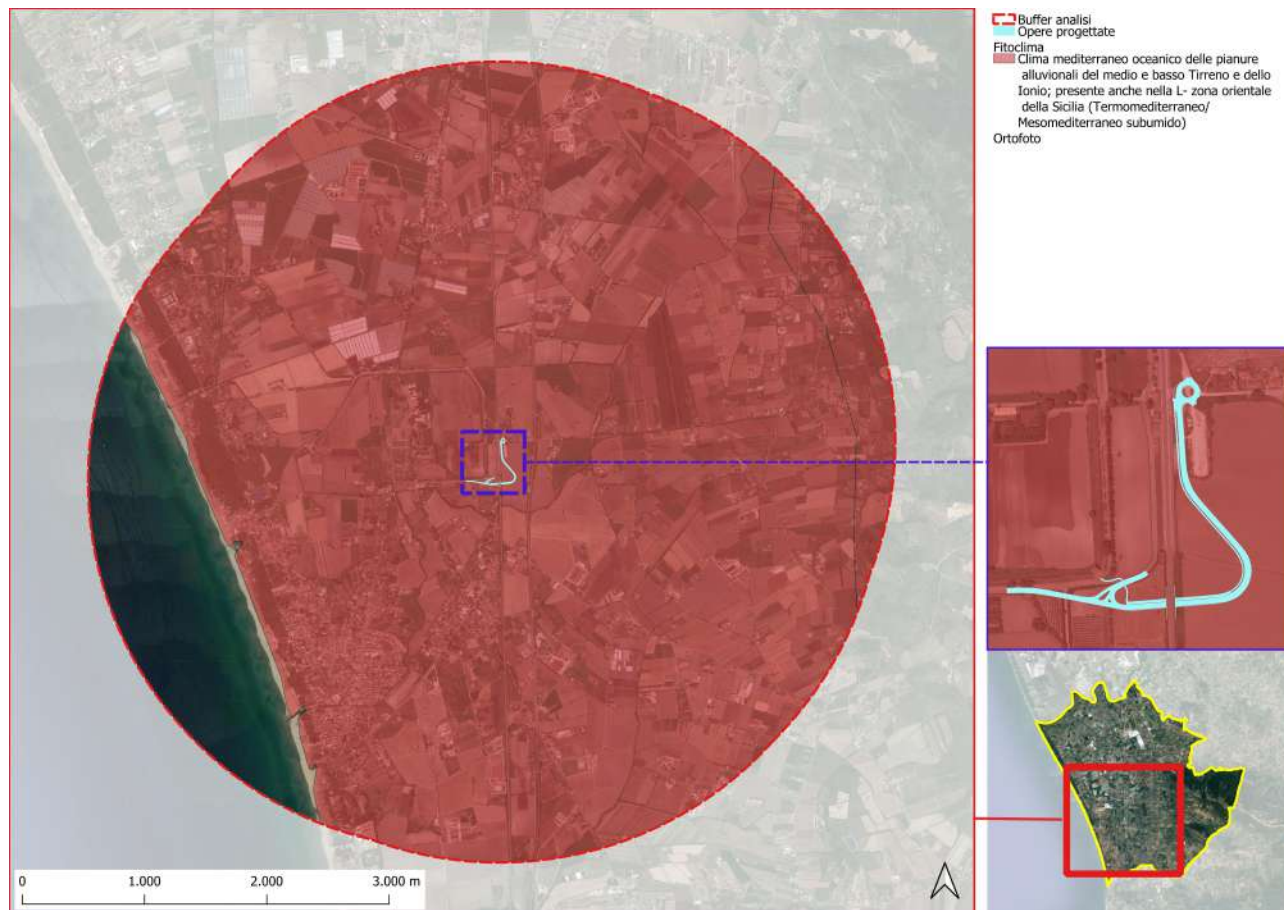 Buffer analisi
Opere progettate
Fitoclima
Clima mediterraneo oceanico delle pianure
alluvionali del medio e basso Tirreno e dello
Ionio; presente anche nella L- zona orientale
della Sicilia (Termomediterraneo/
Mesomediterraneo subumido)
Ortofoto
0 1.000 2.000 3.000 m